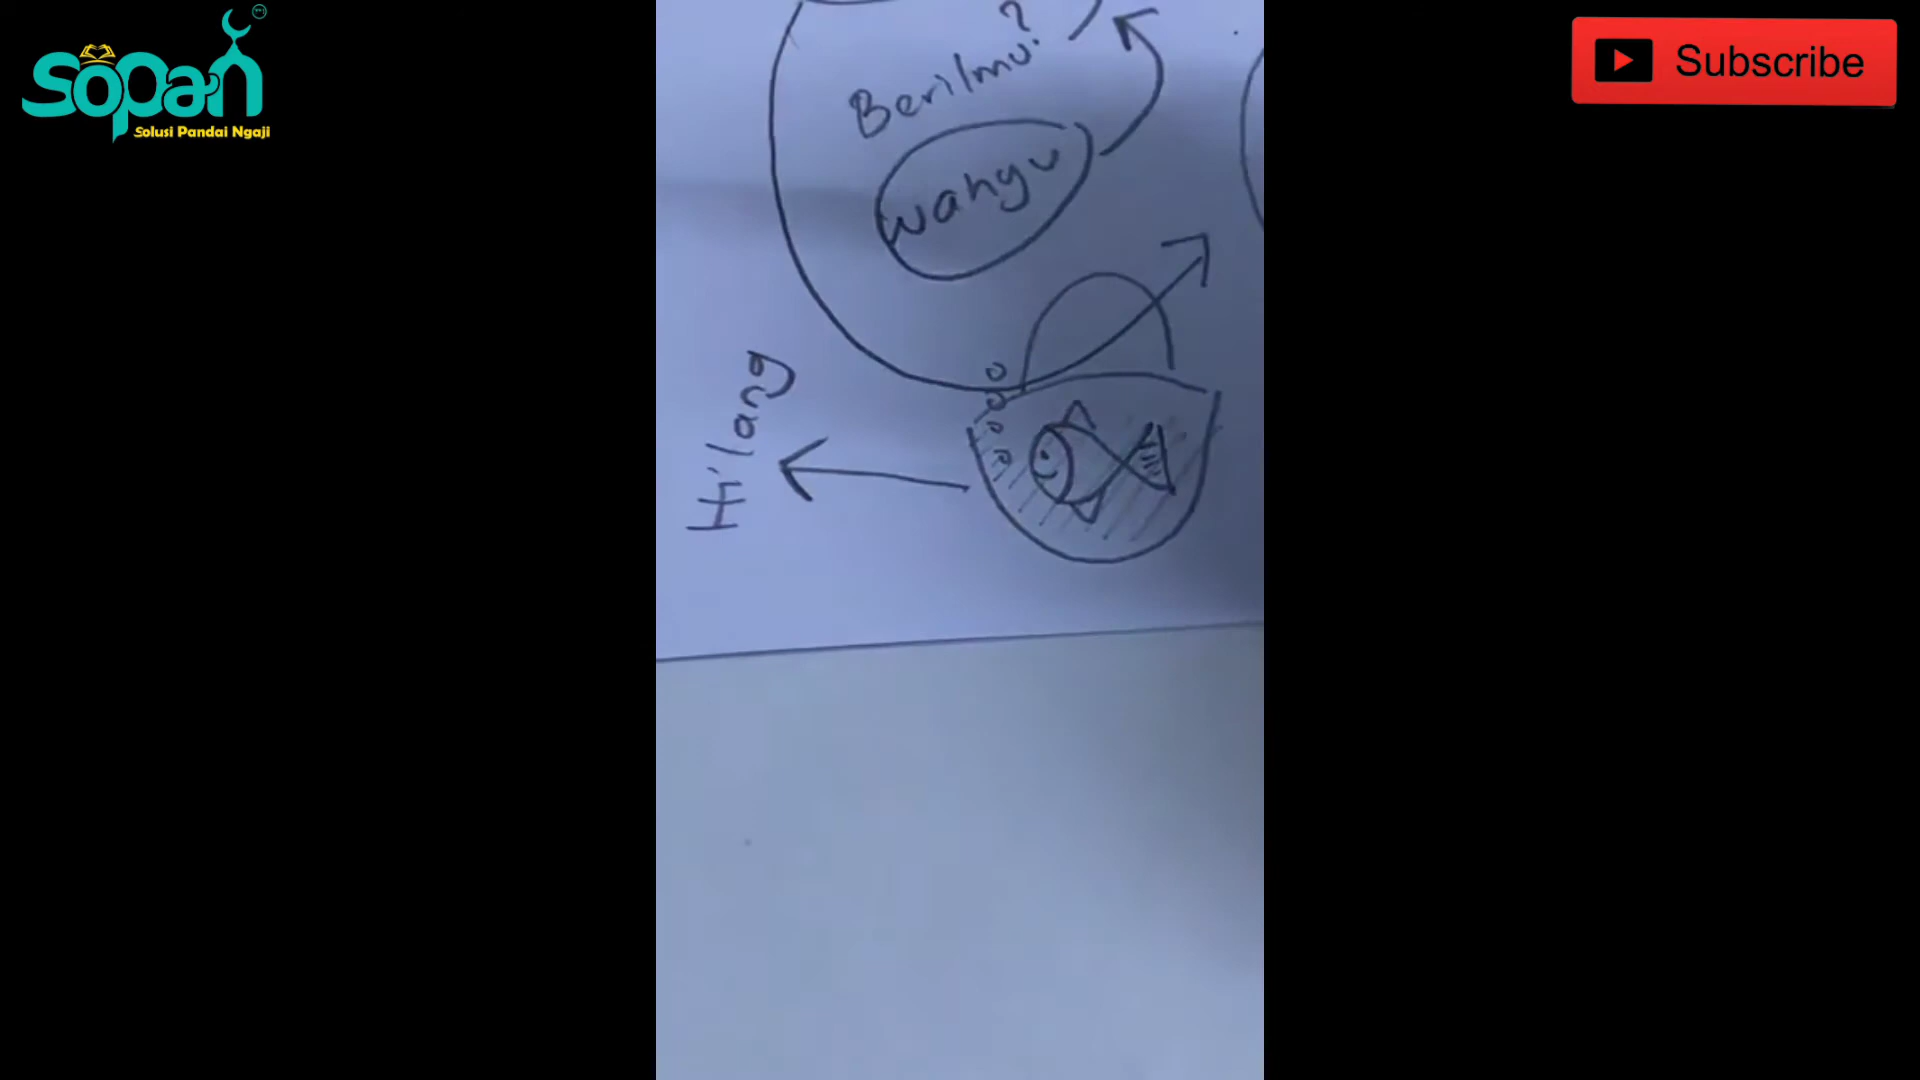 sopan
Solusi Pandai Ngaji
Subscribe
Berilmu?
wahyu
Hilang